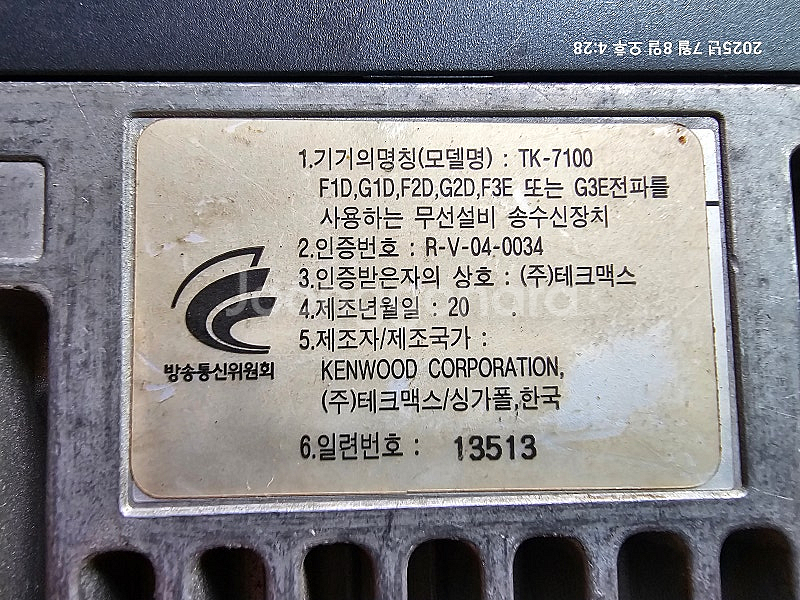 2025년 7월 8일 오후 4:28
1.기기의명칭(모델명) : TK-7100
F1D,G1D,F2D,G2D,F3E 또는 G3E전파를
사용하는 무선설비 송수신장치
2.인증번호 : R-V-04-0034
3.인증받은자의 상호 : (주)테크맥스
4.제조년월일 : 20 .
5.제조자/제조국가 :
KENWOOD CORPORATION,
(주)테크맥스/싱가폴,한국
6.일련번호 : 13513
방송통신위원회